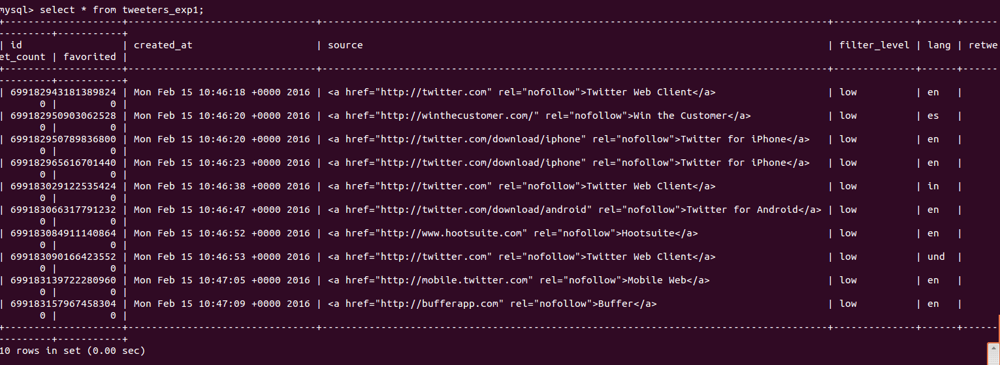 mysql> select * from tweeters_exp1;
+---------------------+--------------------------------+--------------------------------------------------------------------------------------+--------------+------+------
---------+-----------+
| id                  | created_at                     | source                                                                               | filter_level | lang | retwe
et_count | favorited |
+---------------------+--------------------------------+--------------------------------------------------------------------------------------+--------------+------+------
---------+-----------+
| 699182943181389824 | Mon Feb 15 10:46:18 +0000 2016 | <a href="http://twitter.com" rel="nofollow">Twitter Web Client</a> | low | en |
0 | 0 |
| 699182950903062528 | Mon Feb 15 10:46:20 +0000 2016 | <a href="http://winthecustomer.com/" rel="nofollow">Win the Customer</a> | low | es |
0 | 0 |
| 699182950789836800 | Mon Feb 15 10:46:20 +0000 2016 | <a href="http://twitter.com/download/iphone" rel="nofollow">Twitter for iPhone</a> | low | en |
0 | 0 |
| 699182965616701440 | Mon Feb 15 10:46:23 +0000 2016 | <a href="http://twitter.com/download/iphone" rel="nofollow">Twitter for iPhone</a> | low | en |
0 | 0 |
| 699183029122535424 | Mon Feb 15 10:46:38 +0000 2016 | <a href="http://twitter.com" rel="nofollow">Twitter Web Client</a> | low | in |
0 | 0 |
| 699183066317791232 | Mon Feb 15 10:46:47 +0000 2016 | <a href="http://twitter.com/download/android" rel="nofollow">Twitter for Android</a> | low | en |
0 | 0 |
| 699183084911140864 | Mon Feb 15 10:46:52 +0000 2016 | <a href="http://www.hootsuite.com" rel="nofollow">Hootsuite</a> | low | en |
0 | 0 |
| 699183090166423552 | Mon Feb 15 10:46:53 +0000 2016 | <a href="http://twitter.com" rel="nofollow">Twitter Web Client</a> | low | und |
0 | 0 |
| 699183139722280960 | Mon Feb 15 10:47:05 +0000 2016 | <a href="http://mobile.twitter.com" rel="nofollow">Mobile Web</a> | low | en |
0 | 0 |
| 699183157967458304 | Mon Feb 15 10:47:09 +0000 2016 | <a href="http://bufferapp.com" rel="nofollow">Buffer</a> | low | en |
0 | 0 |
+---------------------+--------------------------------+--------------------------------------------------------------------------------------+--------------+------+------
---------+-----------+
10 rows in set (0.00 sec)